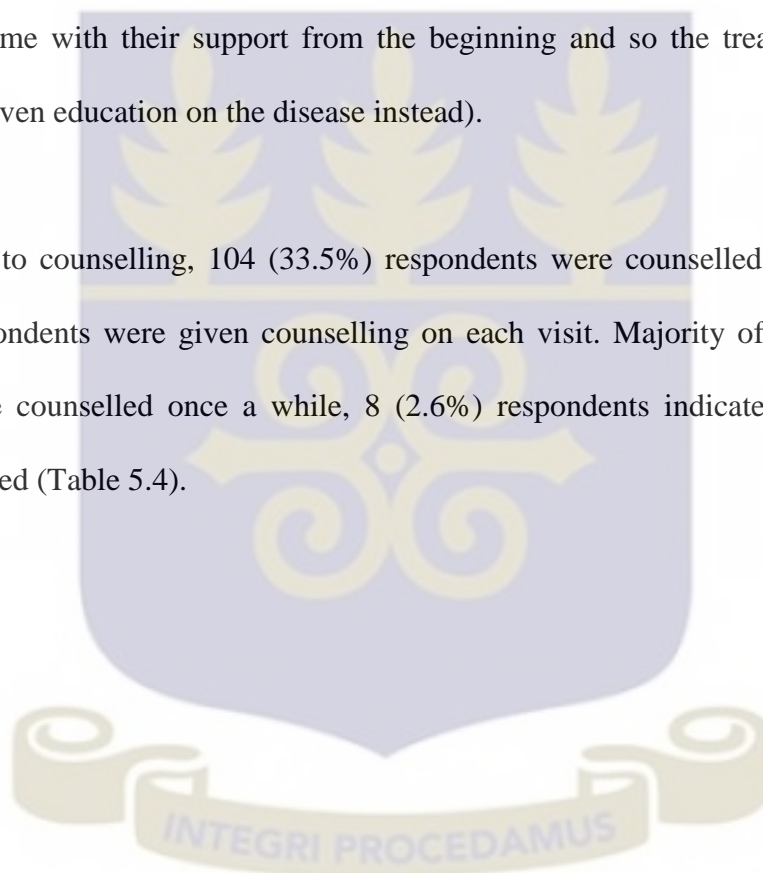 me with their support from the beginning and so the trea
ven education on the disease instead).
to counselling, 104 (33.5%) respondents were counselled
ondents were given counselling on each visit. Majority of
e counselled once a while, 8 (2.6%) respondents indicate
ed (Table 5.4).
INTEGRI PROCEDAMUS